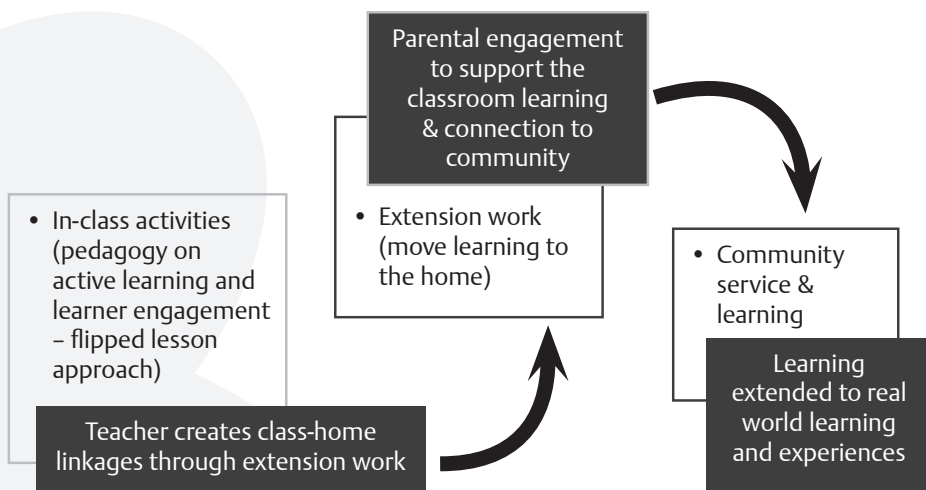 • In-class activities
(pedagogy on
active learning and
learner engagement
– flipped lesson
approach)
Teacher creates class-home
linkages through extension work
Parental engagement
to support the
classroom learning
& connection to
community
• Extension work
(move learning to
the home)
• Community
service &
learning
Learning
extended to real
world learning
and experiences